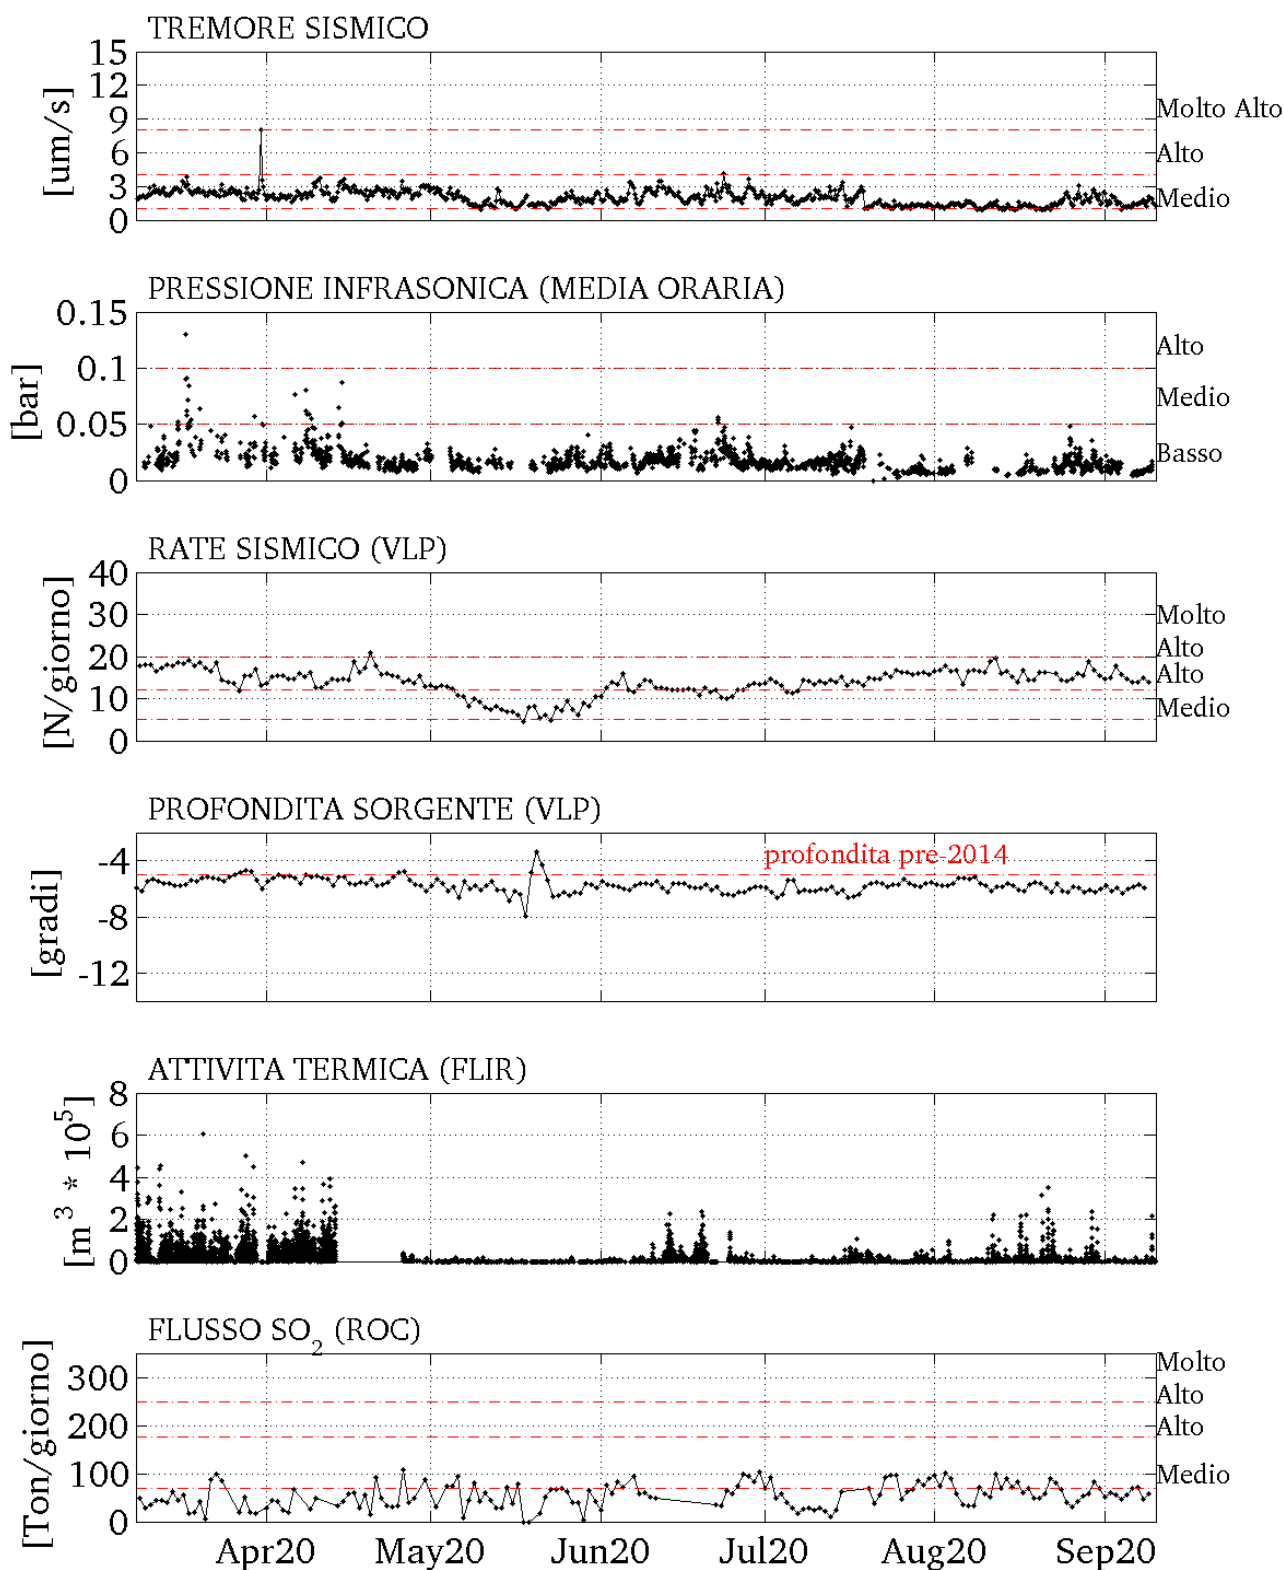 TREMORE SISMICO
[um/s]
15
12
9
6
3
0
Molto Alto
Alto
Medio
PRESSIONE INFRASONICA (MEDIA ORARIA)
[bar]
0.15
0.1
0.05
0
Alto
Medio
Basso
RATE SISMICO (VLP)
[N/giorno]
40
30
20
10
0
Molto
Alto
Alto
Medio
PROFONDITA SORGENTE (VLP)
[gradi]
-4
-8
-12
profondita pre-2014
ATTIVITA TERMICA (FLIR)
[m³ * 10⁵]
8
6
4
2
0
FLUSSO SO₂ (ROC)
[Ton/giorno]
300
200
100
0
Molto
Alto
Alto
Medio
Apr20 May20 Jun20 Jul20 Aug20 Sep20